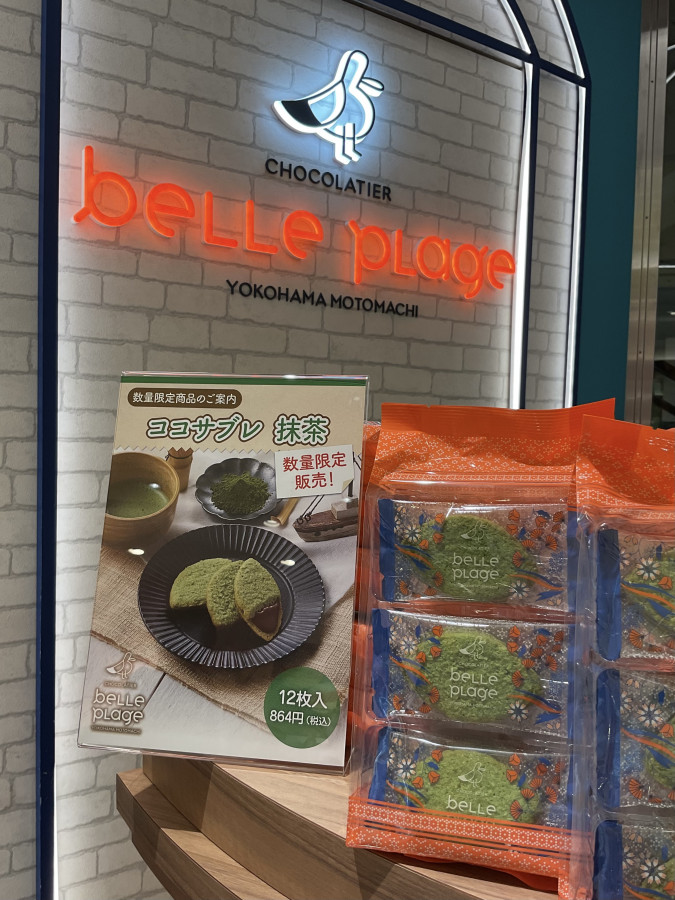 CHOCOLATIER
belle plage
YOKOHAMA MOTOMACHI
数量限定商品のご案内
ココサブレ 抹茶
数量限定
販売!
CHOCOLATIER
belle
plage
12枚入
864円(税込)
belle
plage
belle
plage
belle